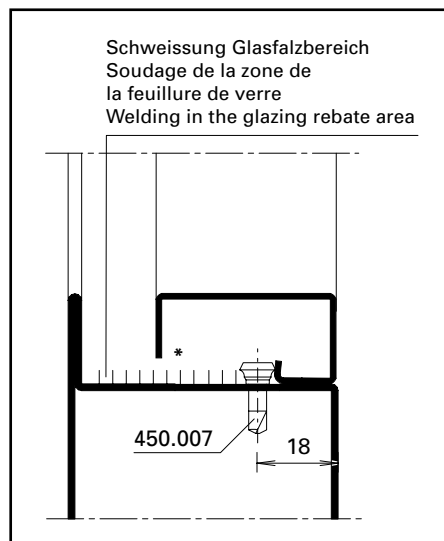 Schweissung Glasfalzbereich
Soudage de la zone de
la feuillure de verre
Welding in the glazing rebate area
*
450.007
18